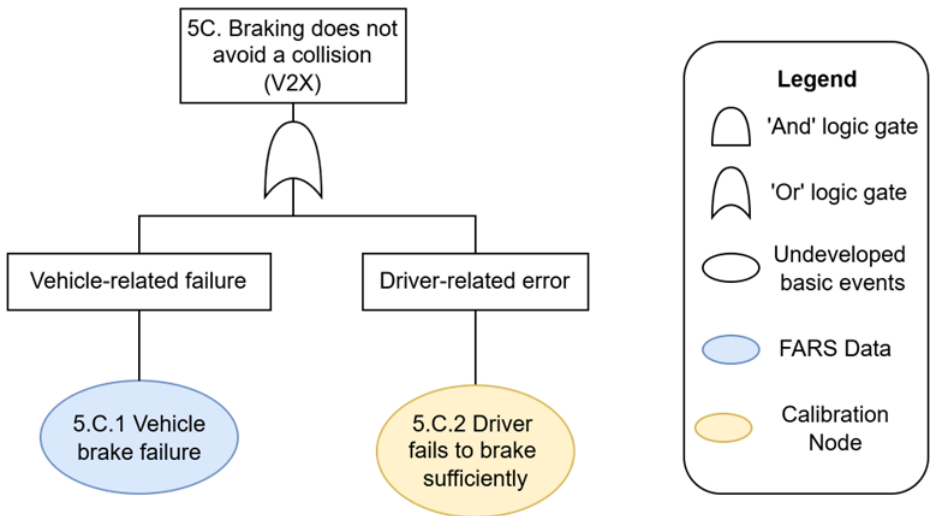 5C. Braking does not
avoid a collision
(V2X)
Vehicle-related failure
Driver-related error
5.C.1 Vehicle
brake failure
5.C.2 Driver
fails to brake
sufficiently
Legend
'And' logic gate
'Or' logic gate
Undeveloped
basic events
FARS Data
Calibration
Node